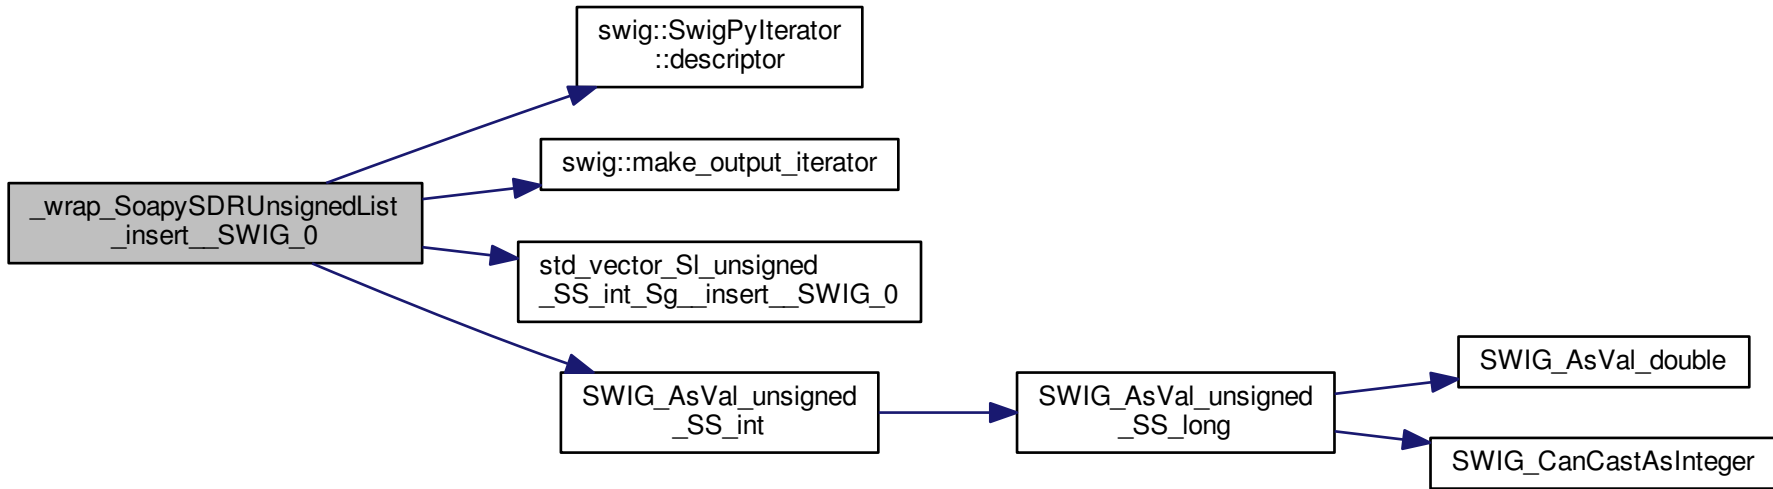 swig::SwigPyIterator
::descriptor
swig::make_output_iterator
_wrap_SoapySDRUnsignedList
_insert__SWIG_0
std_vector_Sl_unsigned
_SS_int_Sg__insert__SWIG_0
SWIG_AsVal_unsigned
_SS_int
SWIG_AsVal_unsigned
_SS_long
SWIG_AsVal_double
SWIG_CanCastAsInteger